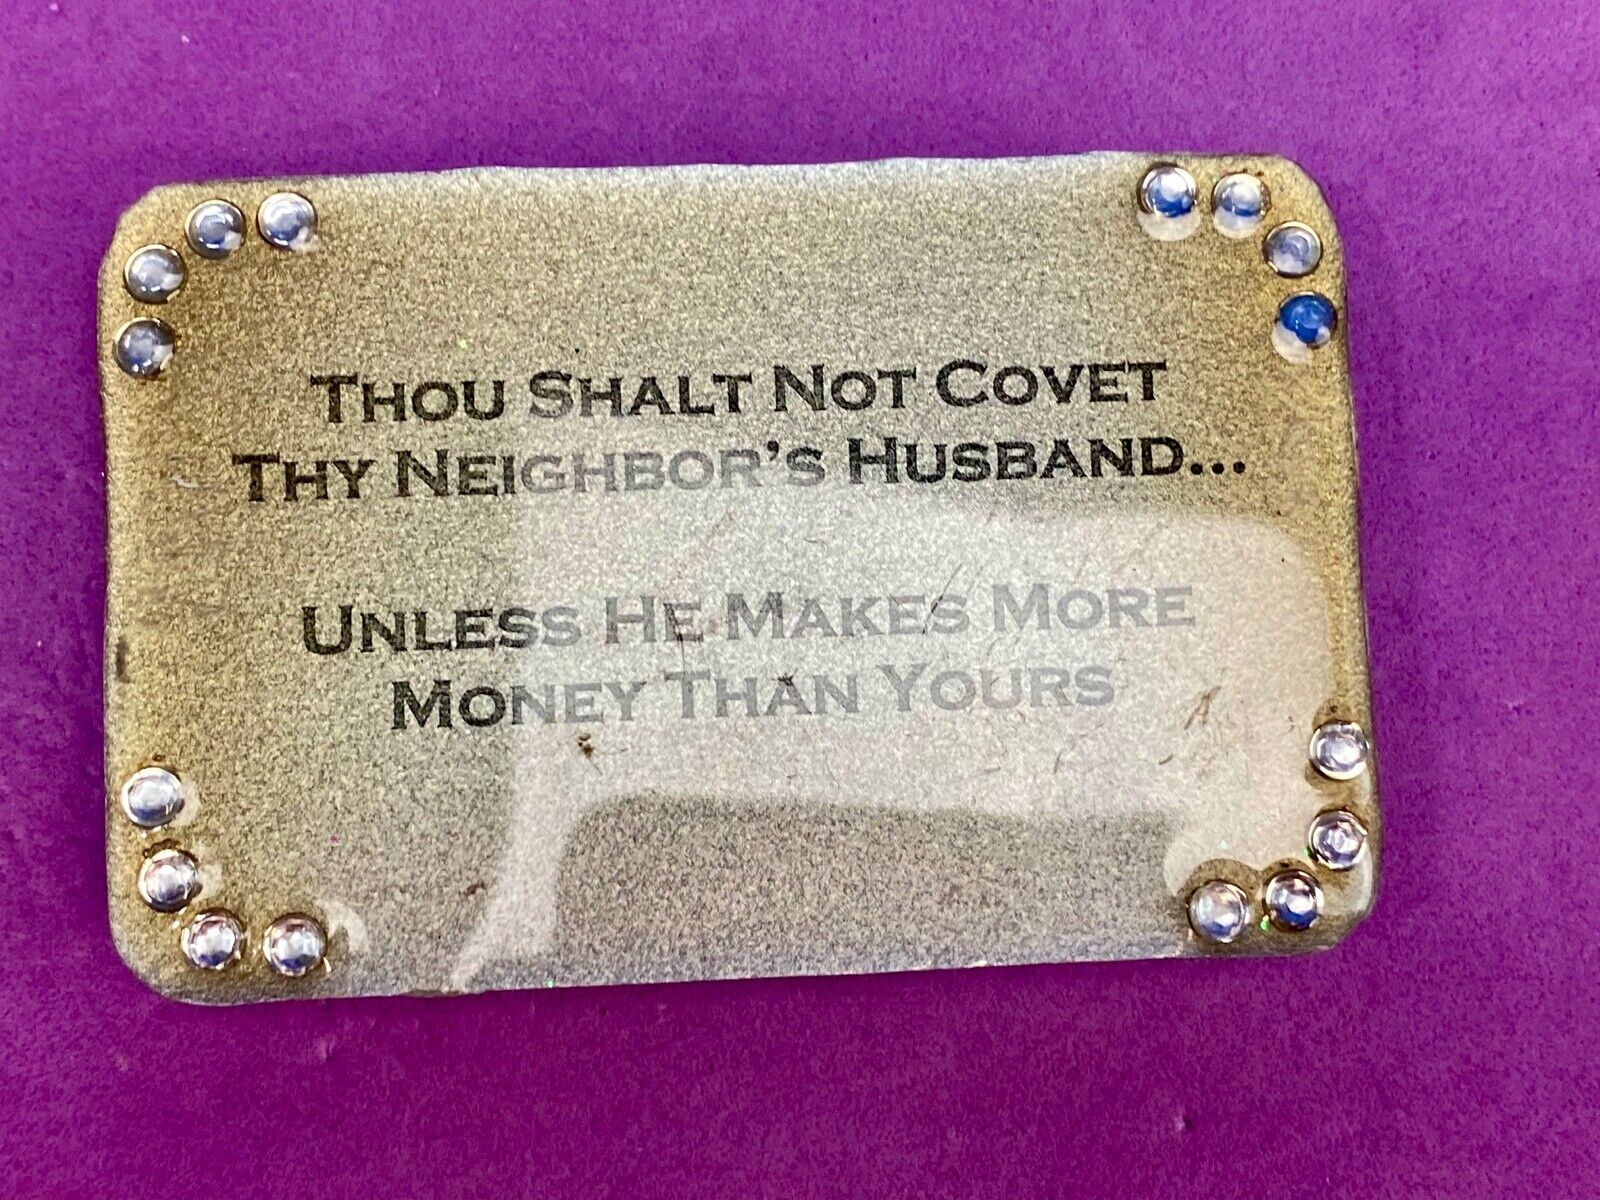 THOU SHALT NOT COVET
THY NEIGHBOR'S HUSBAND...
UNLESS HE MAKES MORE
MONEY THAN YOURS